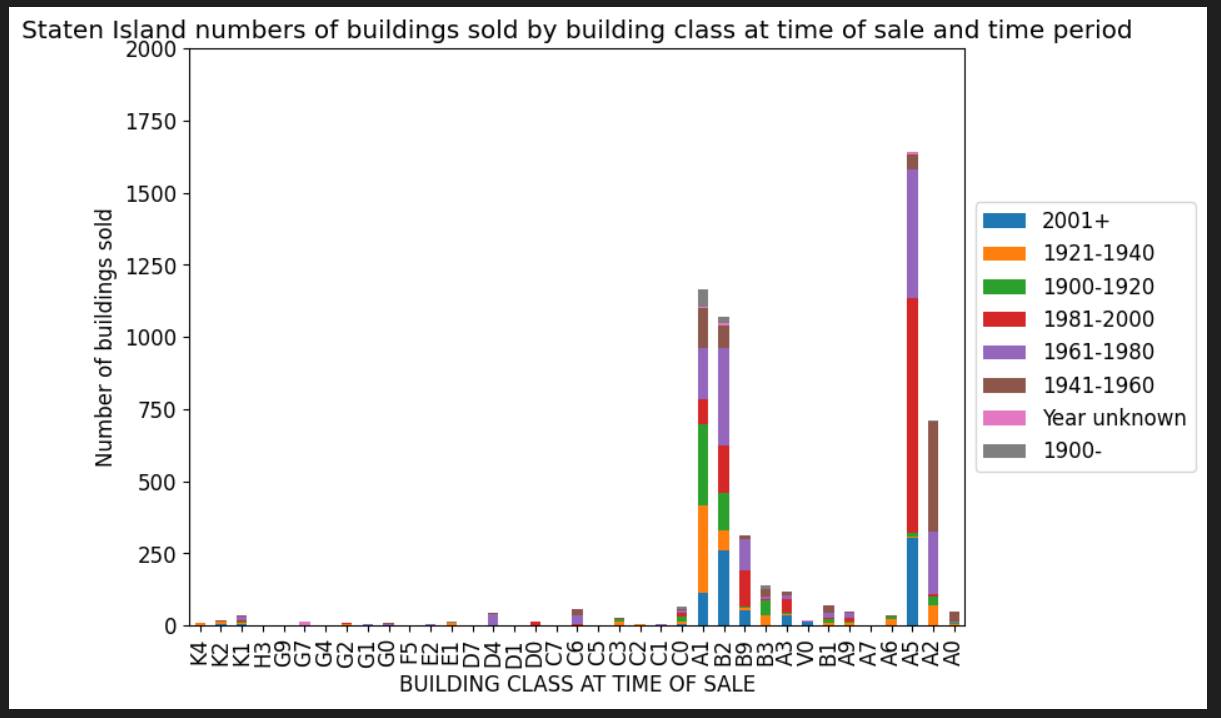 Staten Island numbers of buildings sold by building class at time of sale and time period
2000
1750
1500
1250
1000
750
500
250
0
Number of buildings sold
K4
K2
K1
H3
G9
G7
G4
G2
G1
G0
F5
E2
E1
D7
D4
D1
D0
C7
C6
C5
C3
C2
C1
C0
A1
B2
B9
B3
A3
V0
B1
A9
A7
A6
A5
A2
A0
BUILDING CLASS AT TIME OF SALE
2001+
1921-1940
1900-1920
1981-2000
1961-1980
1941-1960
Year unknown
1900-